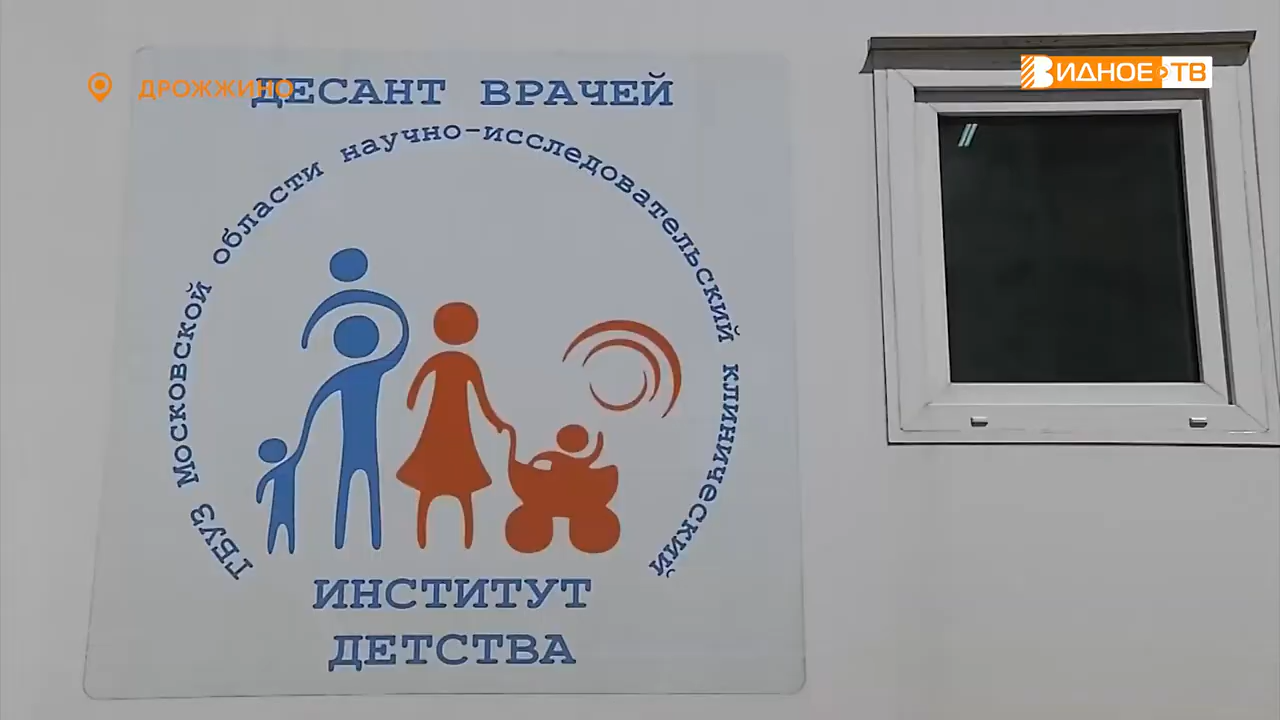 ДРОЖЖИНО
ВИДНОЕ ТВ
ДЕСАНТ ВРАЧЕЙ
ГБУЗ Московской области научно-исследовательский клинический
ИНСТИТУТ
ДЕТСТВА